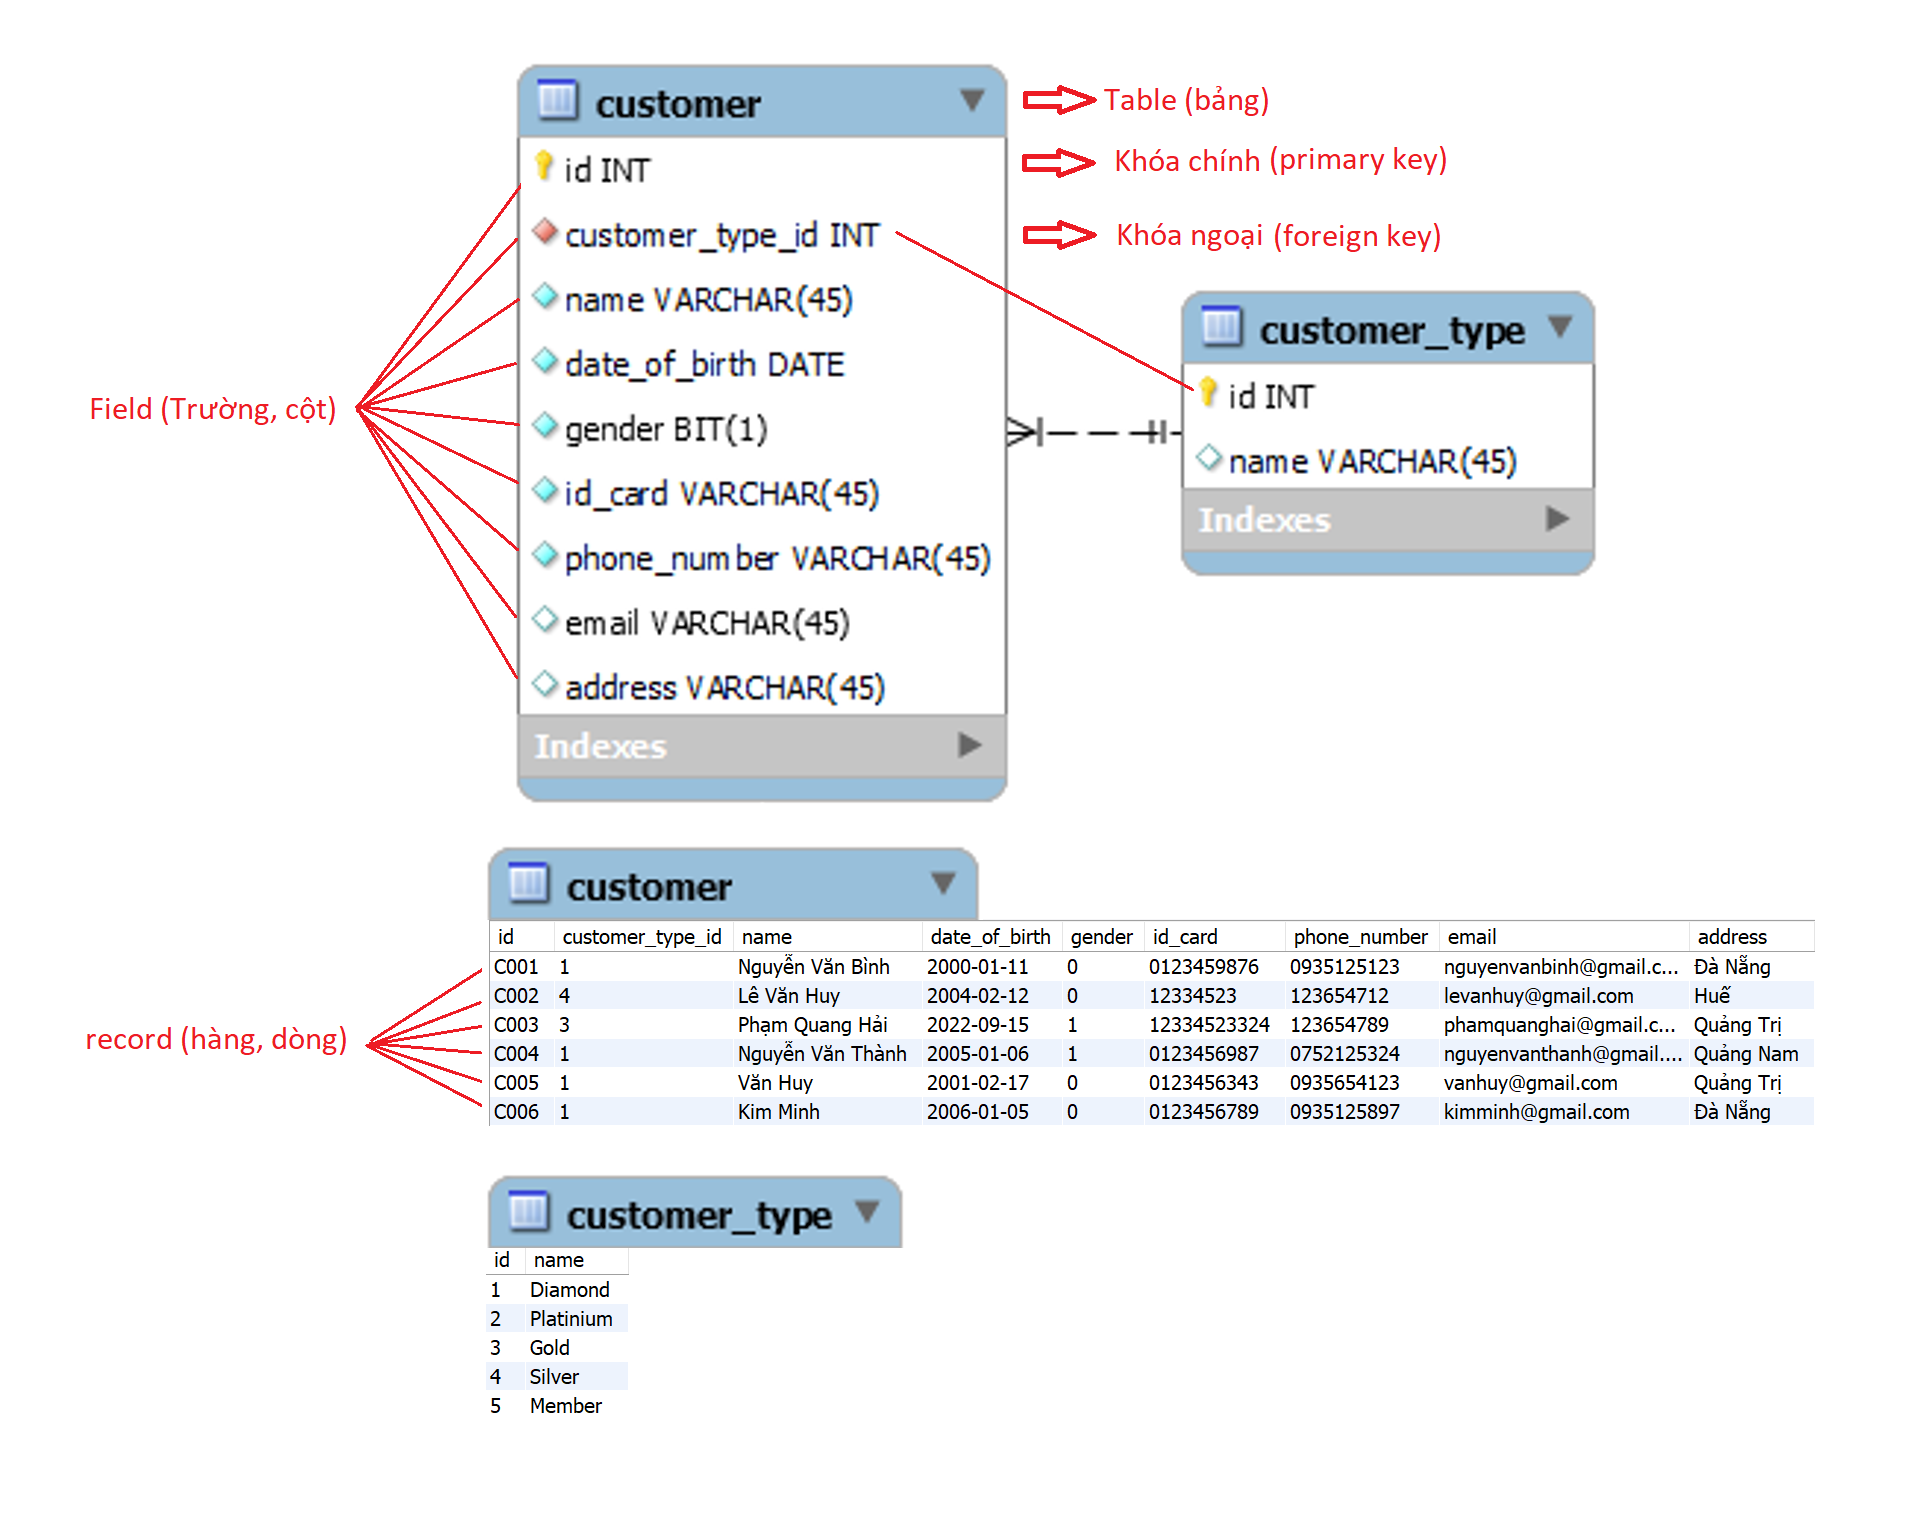 customer
Table (bảng)
id INT
Khóa chính (primary key)
customer_type_id INT
Khóa ngoại (foreign key)
name VARCHAR(45)
date_of_birth DATE
gender BIT(1)
id_card VARCHAR(45)
phone_number VARCHAR(45)
email VARCHAR(45)
address VARCHAR(45)
Indexes
Field (Trường, cột)
customer_type
id INT
name VARCHAR(45)
Indexes
customer
id customer_type_id name date_of_birth gender id_card phone_number email address
C001 1 Nguyễn Văn Bình 2000-01-11 0 0123459876 0935125123 nguyenvanbinh@gmail.c... Đà Nẵng
C002 4 Lê Văn Huy 2004-02-12 0 12334523 123654712 levanhuy@gmail.com Huế
C003 3 Phạm Quang Hải 2022-09-15 1 12334523324 123654789 phamquanghai@gmail.c... Quảng Trị
C004 1 Nguyễn Văn Thành 2005-01-06 1 0123456987 0752125324 nguyenvanthanh@gmail.... Quảng Nam
C005 1 Văn Huy 2001-02-17 0 0123456343 0935654123 vanhuy@gmail.com Quảng Trị
C006 1 Kim Minh 2006-01-05 0 0123456789 0935125897 kimminh@gmail.com Đà Nẵng
record (hàng, dòng)
customer_type
id name
1 Diamond
2 Platinium
3 Gold
4 Silver
5 Member